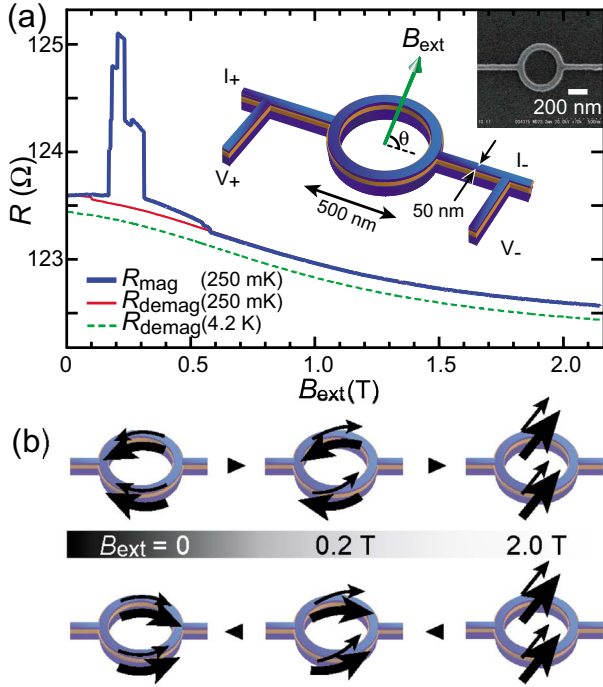 (a)
125
124
123
R (Ω)
B_ext
I+
θ
V+
500 nm
50 nm
I-
V-
200 nm
R_mag (250 mK)
R_demag (250 mK)
R_demag (4.2 K)
0 0.5 1.0 1.5 2.0
B_ext(T)
(b)
B_ext = 0 0.2 T 2.0 T